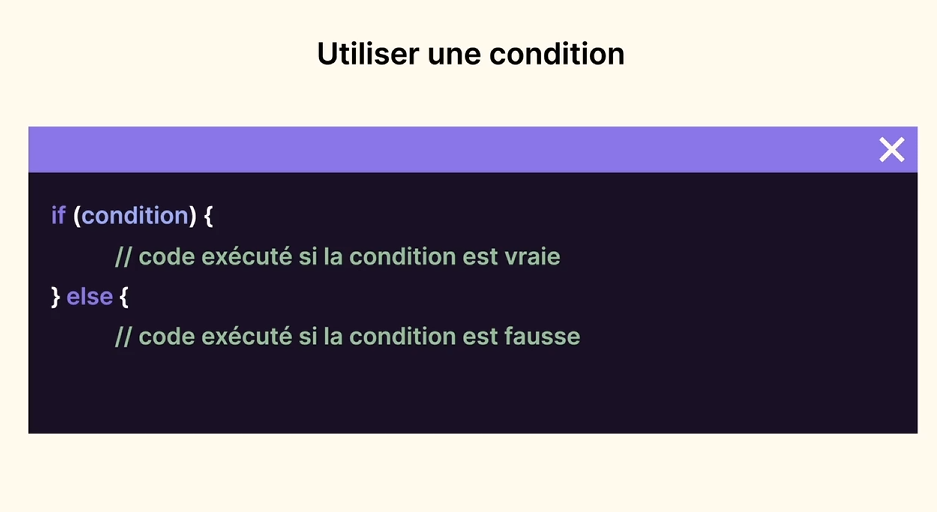 Utiliser une condition
if (condition) {
// code exécuté si la condition est vraie
} else {
// code exécuté si la condition est fausse